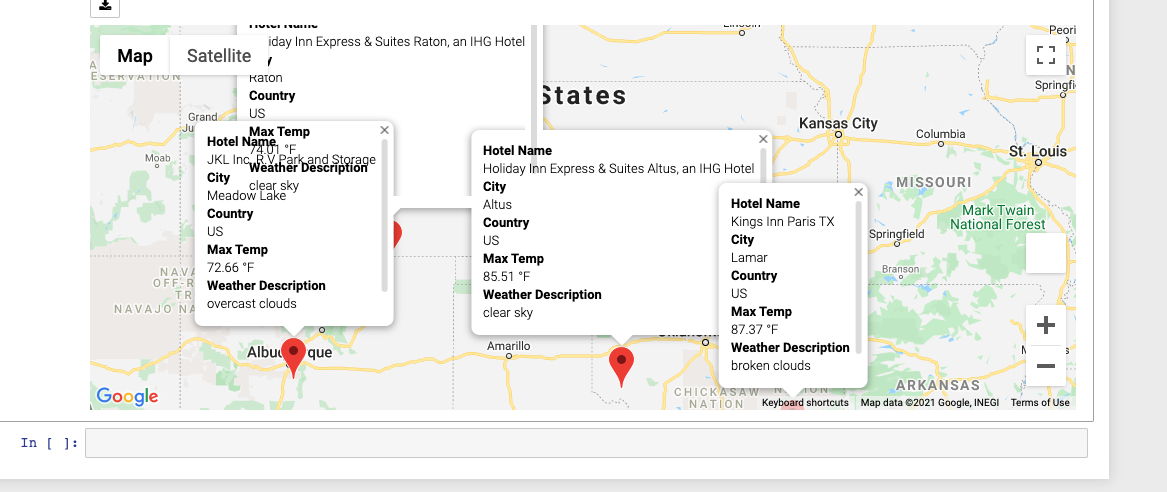 Hotel Name
Holiday Inn Express & Suites Raton, an IHG Hotel
Raton
Country
US
Max Temp
74.01 °F
Weather Description
clear sky
Map
Satellite
ESERVATION
States
Lincoln
Peori
Springfi
Kansas City
Columbia
St. Louis
MISSOURI
Mark Twain
National Forest
Springfield
Branson
Grand
Junction
Moab
Hotel Name
JKL Inc, R V Park and Storage
City
Meadow Lake
Country
US
Max Temp
72.66 °F
Weather Description
overcast clouds
Hotel Name
Holiday Inn Express & Suites Altus, an IHG Hotel
City
Altus
Country
US
Max Temp
85.51 °F
Weather Description
clear sky
Hotel Name
Kings Inn Paris TX
City
Lamar
Country
US
Max Temp
87.37 °F
Weather Description
broken clouds
NAVA
OFF-R
TR
NAVAJO NA
Albuquerque
Amarillo
Oklahoma
CHICKASAW
NATION
NATION
ARKANSAS
Google
Keyboard shortcuts
Map data ©2021 Google, INEGI
Terms of Use
In [ ]: